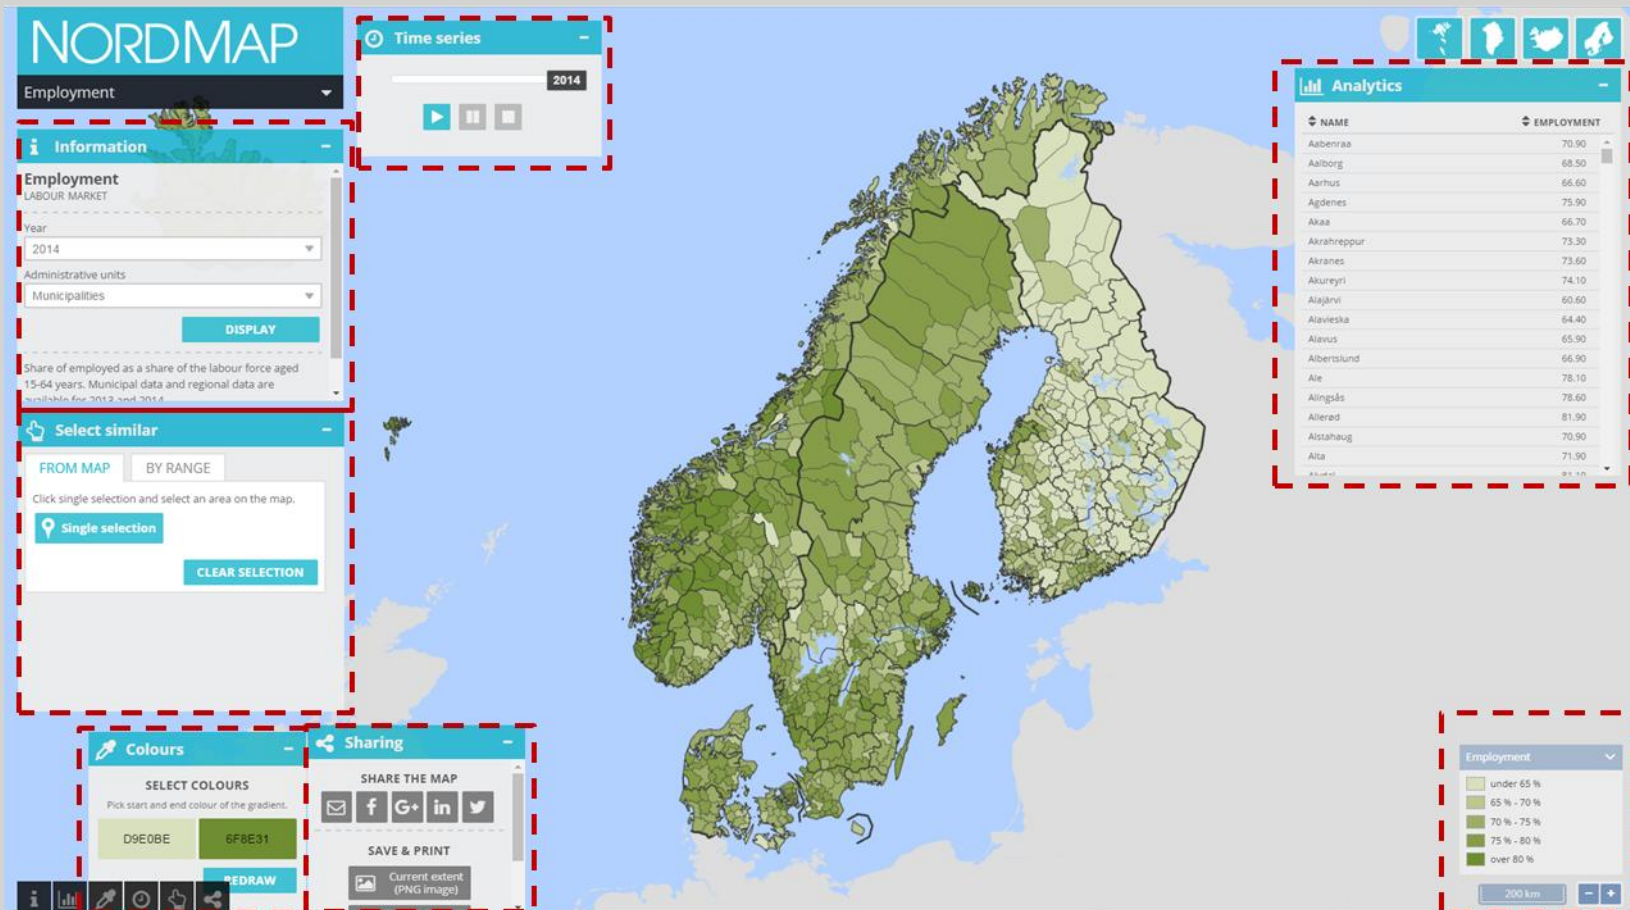 NORDMAP
Employment
Information
Employment
LABOUR MARKET
Year
2014
Administrative units
Municipalities
DISPLAY
Share of employed as a share of the labour force aged
15-64 years. Municipal data and regional data are
available for 2013 and 2014
Select similar
FROM MAP
BY RANGE
Click single selection and select an area on the map.
Single selection
CLEAR SELECTION
Colours
SELECT COLOURS
Pick start and end colour of the gradient.
D9E0BE
6F8E31
REDRAW
Time series
2014
Sharing
SHARE THE MAP
SAVE & PRINT
Current extent
(PNG image)
Analytics
NAME EMPLOYMENT
Aabenraa 70.90
Aalborg 68.50
Aarhus 66.60
Agdenes 75.90
Akaa 66.70
Akrahreppur 73.30
Akranes 73.60
Akureyri 74.10
Alajärvi 60.60
Alavieska 64.40
Alavus 65.90
Albertslund 66.90
Ale 78.10
Alingsås 78.60
Allerød 81.90
Alstahaug 70.90
Alta 71.90
Employment
under 65 %
65 % - 70 %
70 % - 75 %
75 % - 80 %
over 80 %
200 km